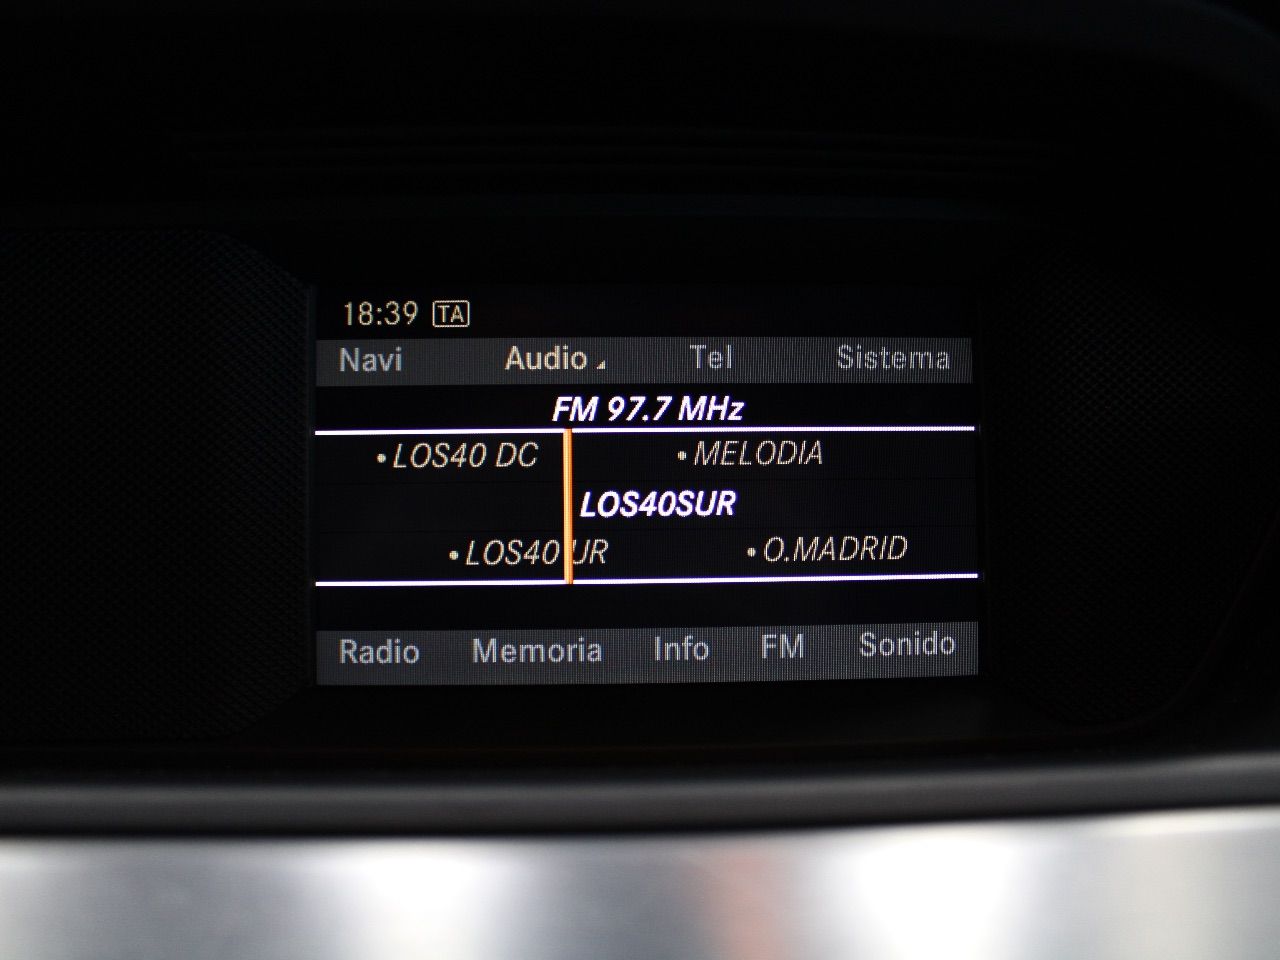 18:39 TA
Navi Audio Tel Sistema
FM 97.7 MHz
•LOS40 DC •MELODIA
LOS40SUR
•LOS40 UR •O.MADRID
Radio Memoria Info FM Sonido